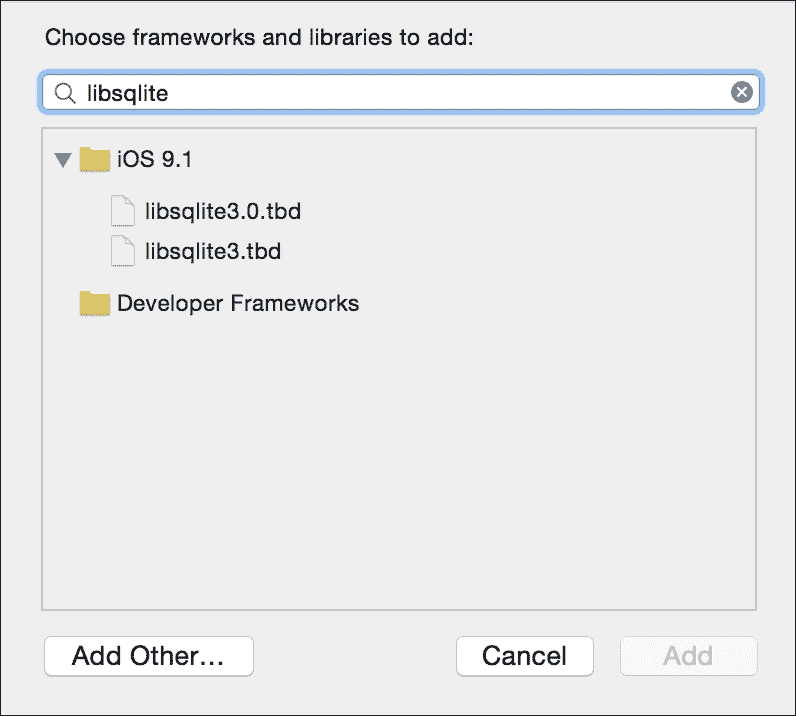 Choose frameworks and libraries to add:
libsqlite
iOS 9.1
libsqlite3.0.tbd
libsqlite3.tbd
Developer Frameworks
Add Other...
Cancel
Add